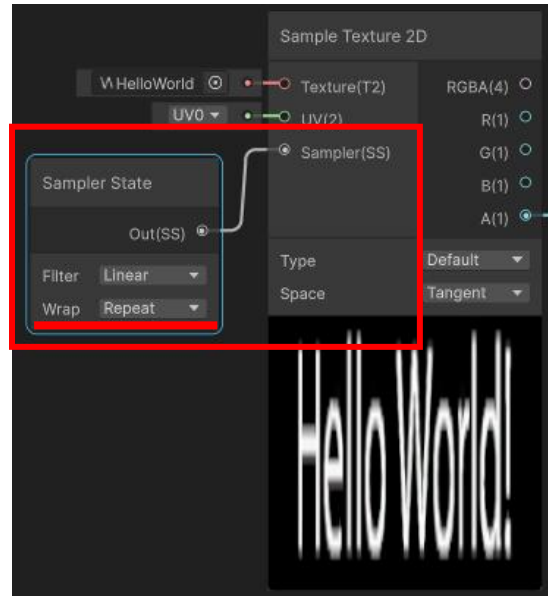 Sample Texture 2D
HelloWorld
Texture(T2)
RGBA(4)
UV0
UV(2)
R(1)
Sampler(SS)
G(1)
B(1)
A(1)
Sampler State
Out(SS)
Filter Linear
Wrap Repeat
Type Default
Space Tangent
Hello World!